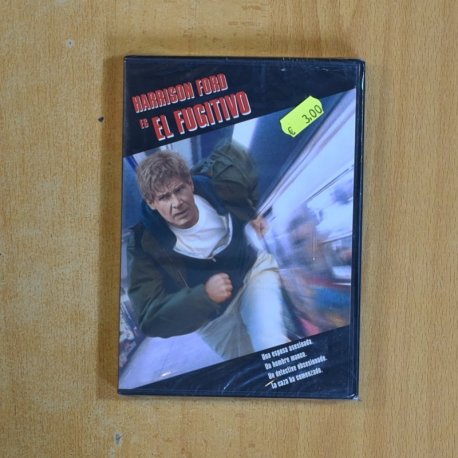 HARRISON FORD
ES EL FUGITIVO
€ 3,00
Una esposa asesinada.
Un hombre manco.
Un detective obsesionado.
La caza ha comenzado.